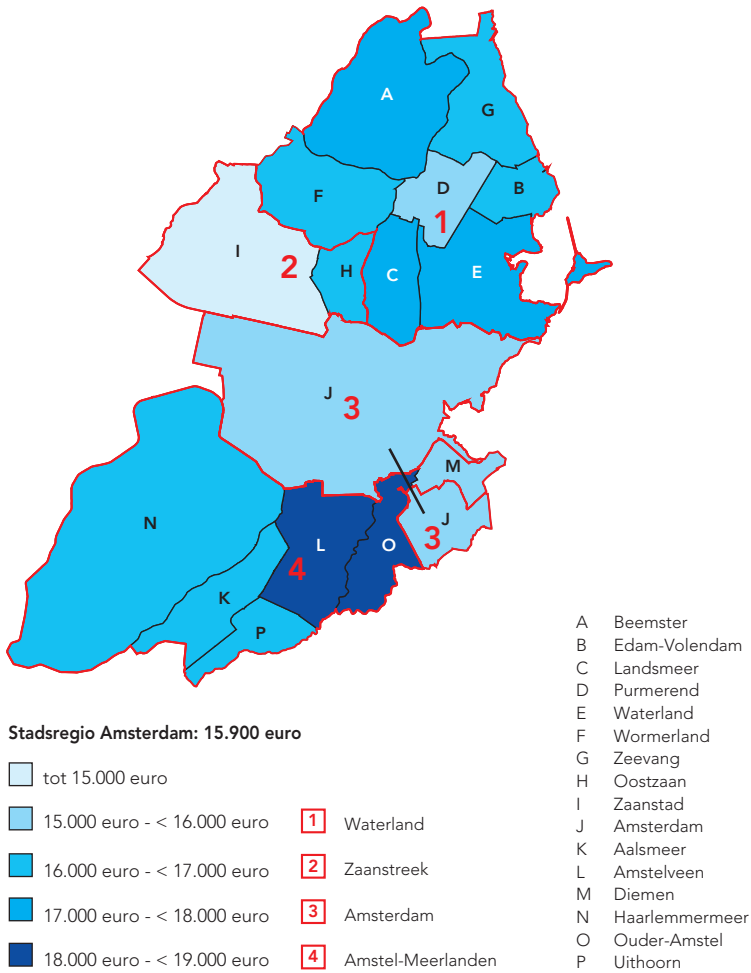 A
G
D
B
F
1
I
2
H
C
E
J
3
M
N
J
L
O
3
4
K
P
Stadsregio Amsterdam: 15.900 euro
tot 15.000 euro
15.000 euro - < 16.000 euro
16.000 euro - < 17.000 euro
17.000 euro - < 18.000 euro
18.000 euro - < 19.000 euro
1 Waterland
2 Zaanstreek
3 Amsterdam
4 Amstel-Meerlanden
A Beemster
B Edam-Volendam
C Landsmeer
D Purmerend
E Waterland
F Wormerland
G Zeevang
H Oostzaan
I Zaanstad
J Amsterdam
K Aalsmeer
L Amstelveen
M Diemen
N Haarlemmermeer
O Ouder-Amstel
P Uithoorn